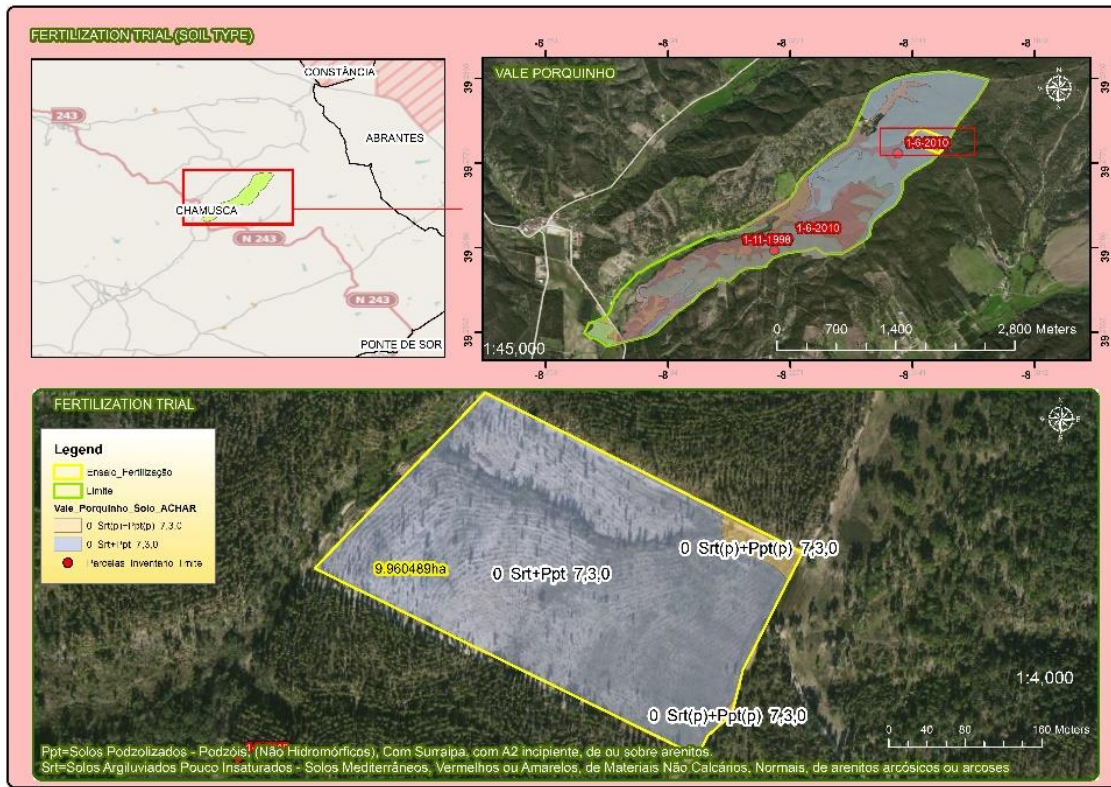 FERTILIZATION TRIAL (SOIL TYPE)
CONSTÂNCIA
ABRANTES
243
CHAMUSCA
N 243
N 243
PONTE DE SOR
VALE PORQUINHO
1-6-2010
1-6-2010
1-11-1998
0 700 1,400 2,800 Meters
1:45,000
FERTILIZATION TRIAL
Legend
Ensaio_Fertilização
Limite
Vale_Porquinho_Solo_ACHAR
0 Srt(p)+Ppt(p) 7,3,0
0 Srt+Ppt 7,3,0
Parcelas_Inventario_Limite
9.960489ha
0 Srt+Ppt 7,3,0
0 Srt(p)+Ppt(p) 7,3,0
0 Srt(p)+Ppt(p) 7,3,0
1:4,000
0 40 80 160 Meters
Ppt=Solos Podzolizados - Podzóis, (Não Hidromórficos), Com Surraipa, com A2 incipiente, de ou sobre arenitos.
Srt=Solos Argiluviados Pouco Insaturados - Solos Mediterrâneos, Vermelhos ou Amarelos, de Materiais Não Calcários, Normais, de arenitos arcósicos ou arcoses